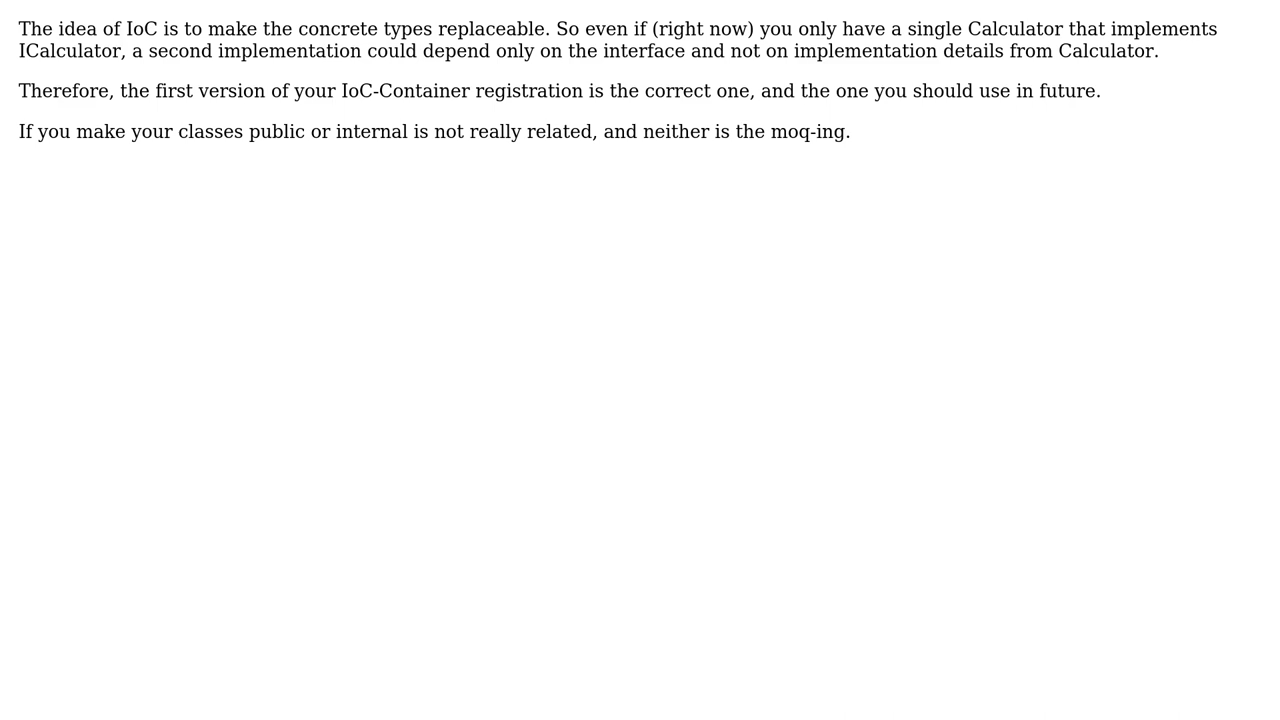 The idea of IoC is to make the concrete types replaceable. So even if (right now) you only have a single Calculator that implements
ICalculator, a second implementation could depend only on the interface and not on implementation details from Calculator.
Therefore, the first version of your IoC-Container registration is the correct one, and the one you should use in future.
If you make your classes public or internal is not really related, and neither is the moq-ing.